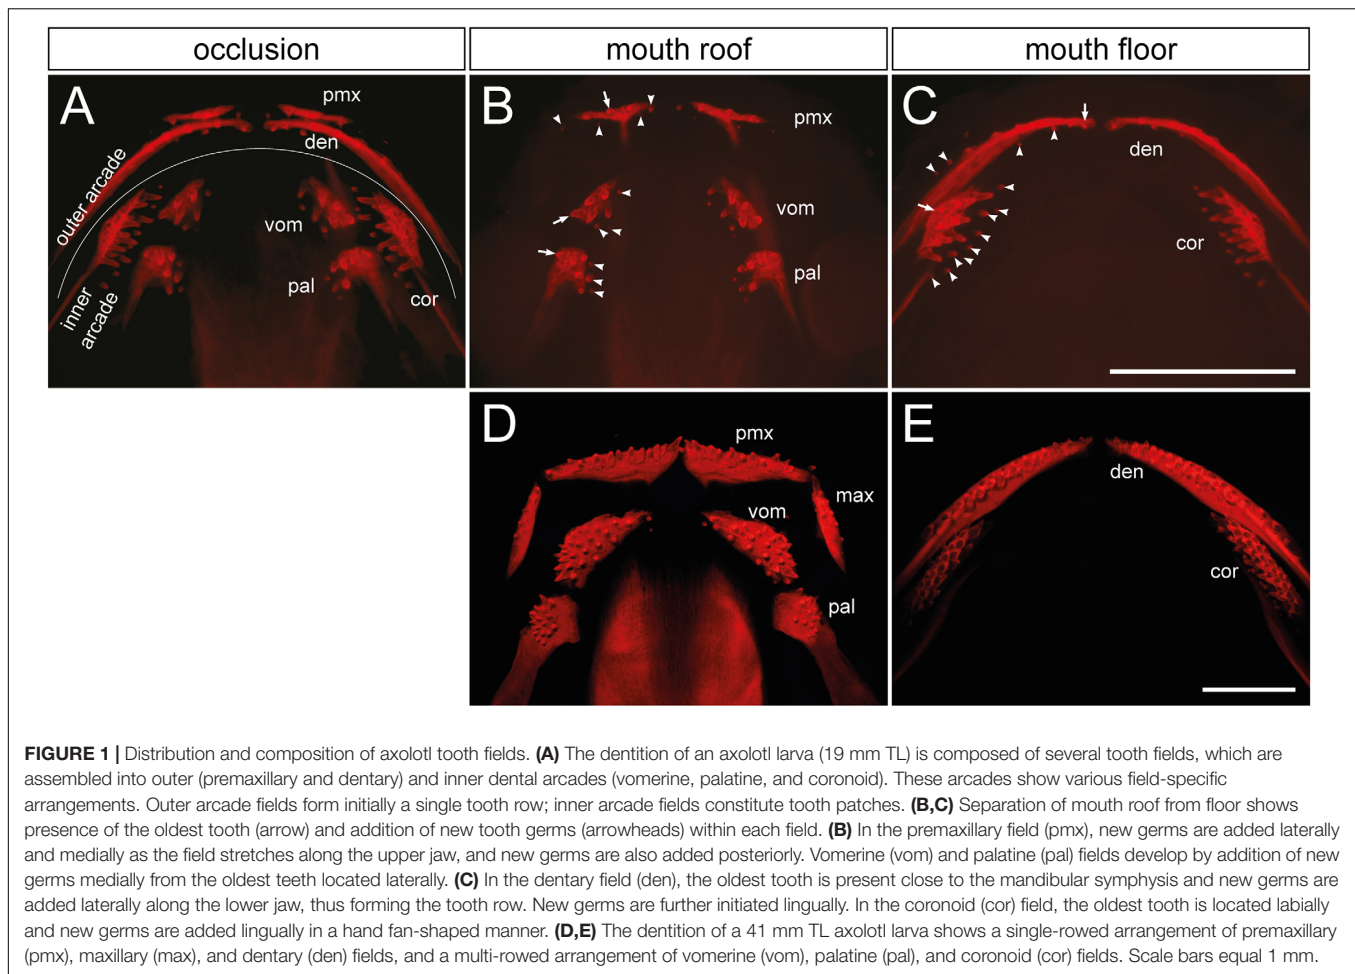 occlusion
mouth roof
mouth floor
A
pmx
den
outer arcade
vom
inner arcade
pal
cor
B
pmx
vom
pal
C
den
cor
D
pmx
max
vom
pal
E
den
cor
FIGURE 1 | Distribution and composition of axolotl tooth fields. (A) The dentition of an axolotl larva (19 mm TL) is composed of several tooth fields, which are
assembled into outer (premaxillary and dentary) and inner dental arcades (vomerine, palatine, and coronoid). These arcades show various field-specific
arrangements. Outer arcade fields form initially a single tooth row; inner arcade fields constitute tooth patches. (B,C) Separation of mouth roof from floor shows
presence of the oldest tooth (arrow) and addition of new tooth germs (arrowheads) within each field. (B) In the premaxillary field (pmx), new germs are added laterally
and medially as the field stretches along the upper jaw, and new germs are also added posteriorly. Vomerine (vom) and palatine (pal) fields develop by addition of new
germs medially from the oldest teeth located laterally. (C) In the dentary field (den), the oldest tooth is present close to the mandibular symphysis and new germs are
added laterally along the lower jaw, thus forming the tooth row. New germs are further initiated lingually. In the coronoid (cor) field, the oldest tooth is located labially
and new germs are added lingually in a hand fan-shaped manner. (D,E) The dentition of a 41 mm TL axolotl larva shows a single-rowed arrangement of premaxillary
(pmx), maxillary (max), and dentary (den) fields, and a multi-rowed arrangement of vomerine (vom), palatine (pal), and coronoid (cor) fields. Scale bars equal 1 mm.